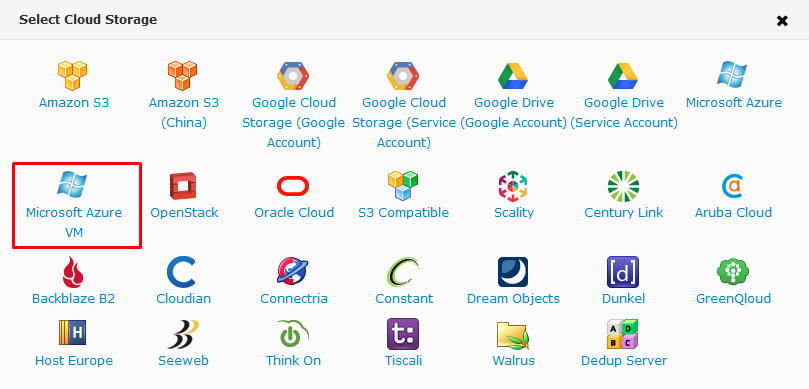 Select Cloud Storage
Amazon S3
Amazon S3
(China)
Google Cloud
Storage (Google
Account)
Google Cloud
Storage (Service
Account)
Google Drive
(Google Account)
Google Drive
(Service Account)
Microsoft Azure
Microsoft Azure
VM
OpenStack
Oracle Cloud
S3 Compatible
Scality
Century Link
Aruba Cloud
Backblaze B2
Cloudian
Connectria
Constant
Dream Objects
Dunkel
GreenQloud
Host Europe
Seeweb
Think On
Tiscali
Walrus
Dedup Server